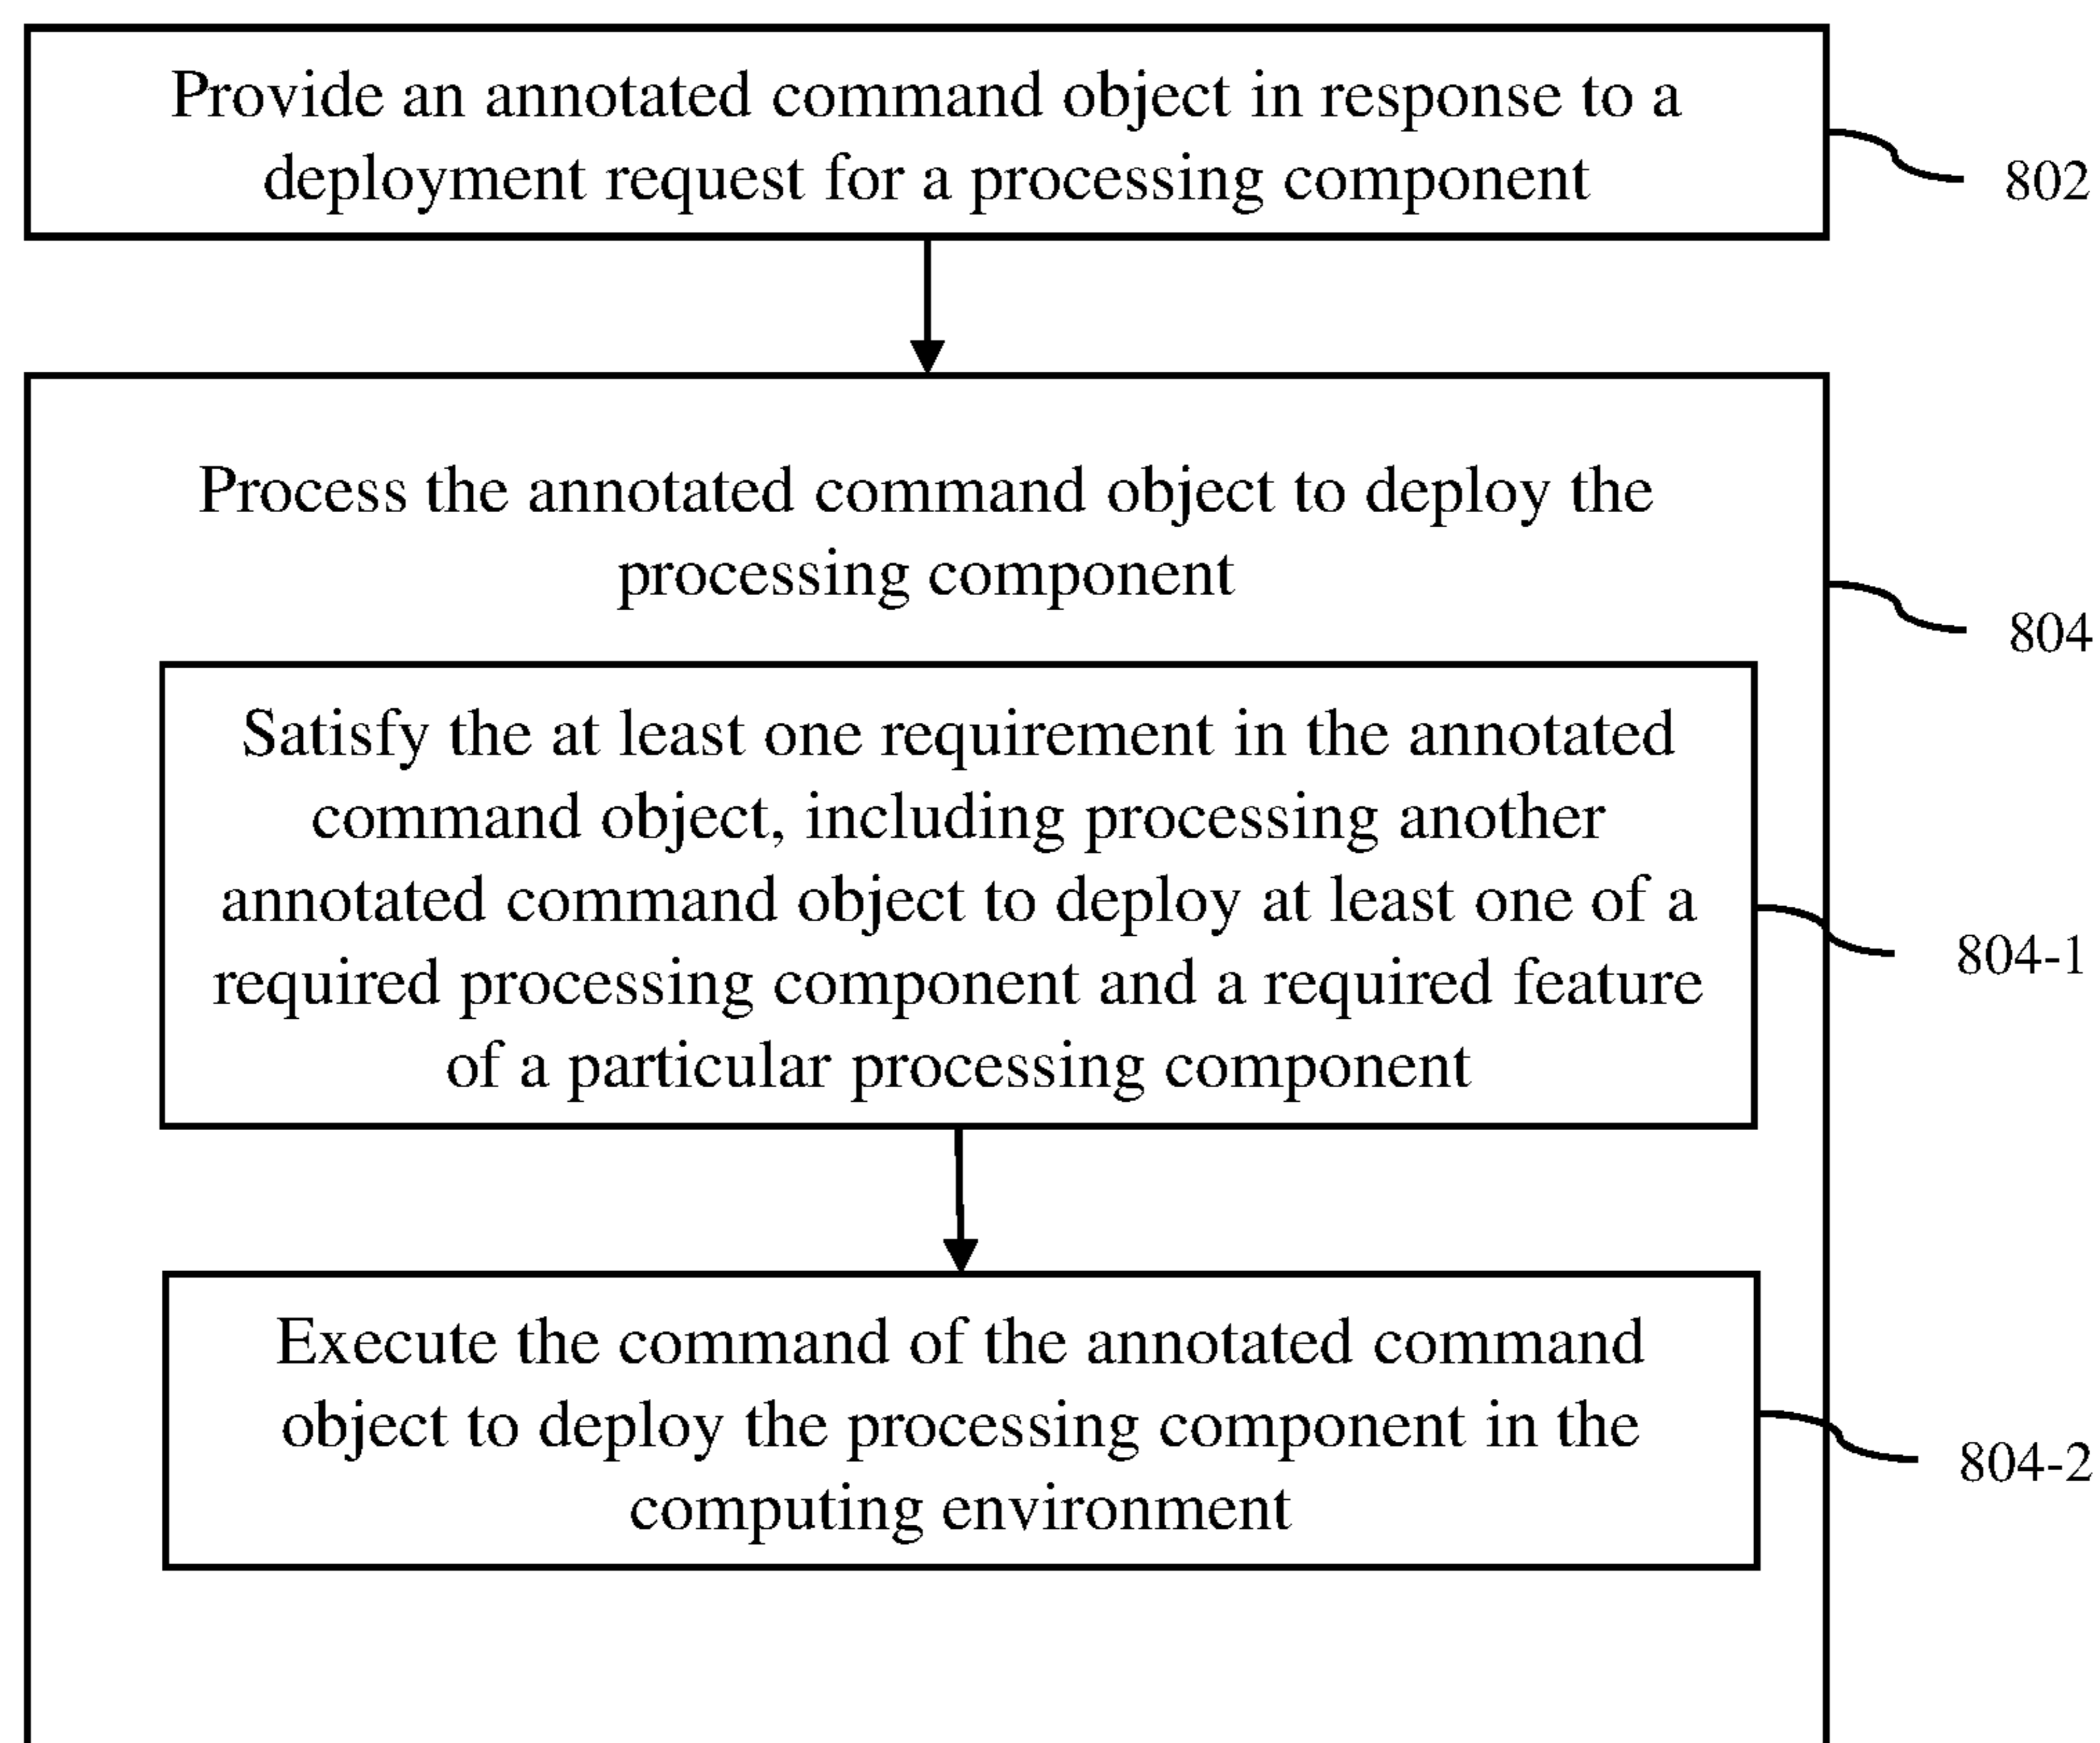 Provide an annotated command object in response to a
deployment request for a processing component
802
Process the annotated command object to deploy the
processing component
804
Satisfy the at least one requirement in the annotated
command object, including processing another
annotated command object to deploy at least one of a
required processing component and a required feature
of a particular processing component
804-1
Execute the command of the annotated command
object to deploy the processing component in the
computing environment
804-2